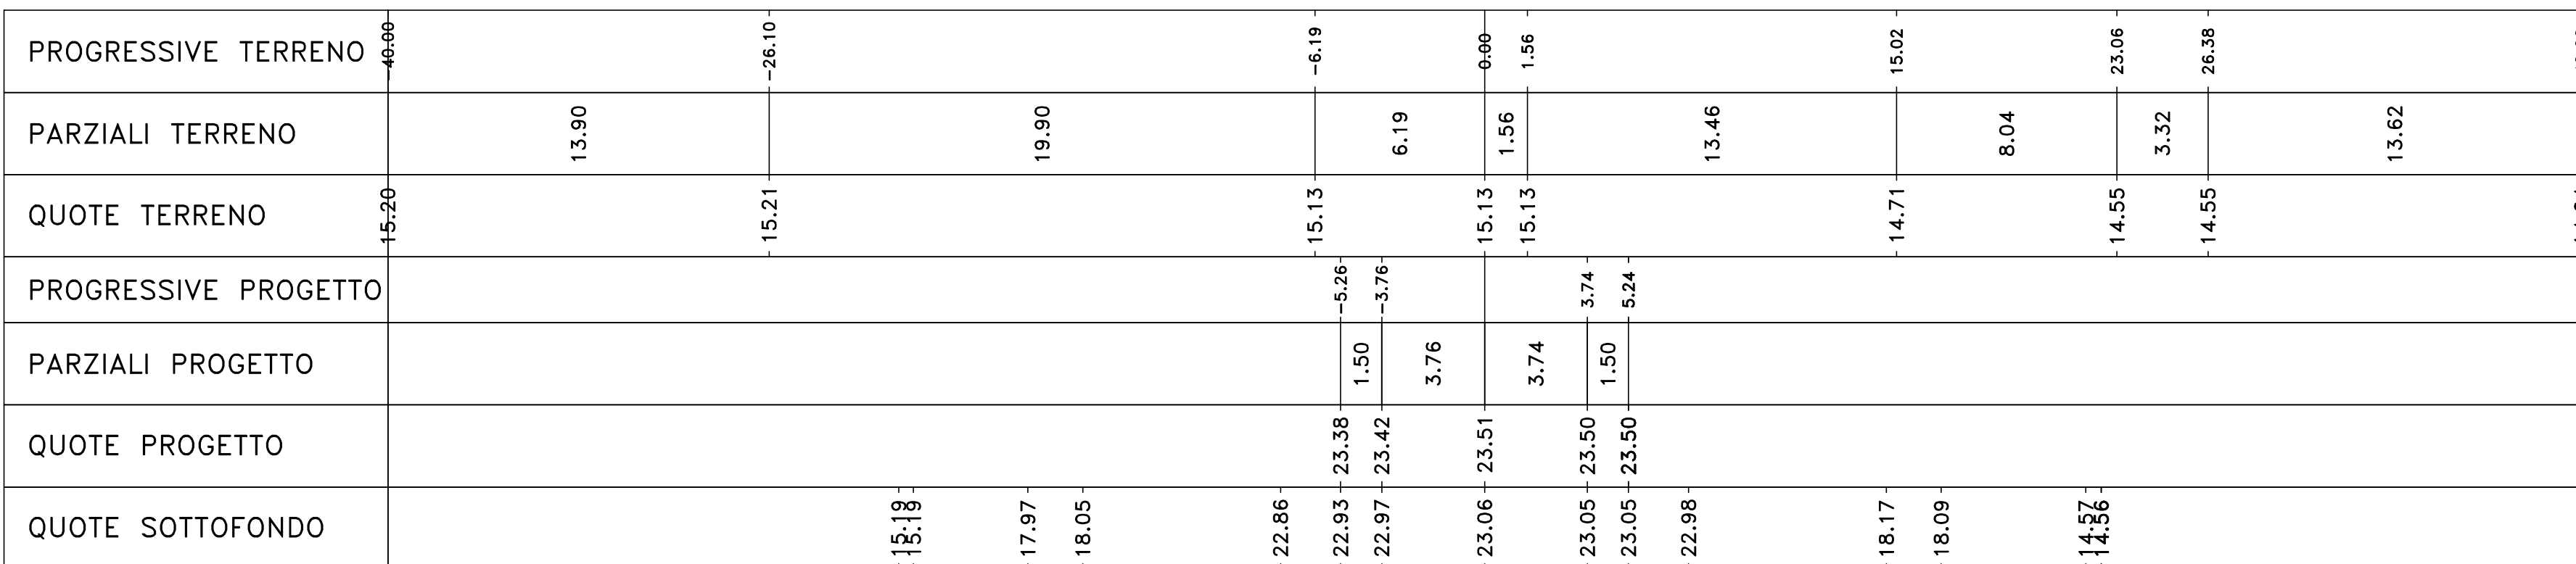 PROGRESSIVE TERRENO -40.00 -26.10 -6.19 0.00 1.56 15.02 23.06 26.38
PARZIALI TERRENO 13.90 19.90 6.19 1.56 13.46 8.04 3.32 13.62
QUOTE TERRENO 15.20 15.21 15.13 15.13 15.13 14.71 14.55 14.55
PROGRESSIVE PROGETTO -5.26 -3.76 3.74 5.24
PARZIALI PROGETTO 1.50 3.76 3.74 1.50
QUOTE PROGETTO 23.38 23.42 23.51 23.50 23.50
QUOTE SOTTOFONDO 15.19 15.19 17.97 18.05 22.86 22.93 22.97 23.06 23.05 23.05 22.98 18.17 18.09 14.57 14.56